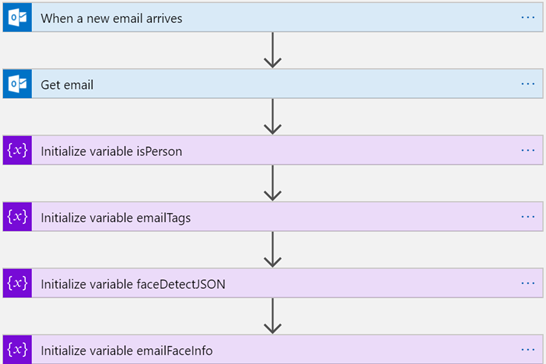 When a new email arrives
Get email
{x} Initialize variable isPerson
{x} Initialize variable emailTags
{x} Initialize variable faceDetectJSON
{x} Initialize variable emailFaceInfo